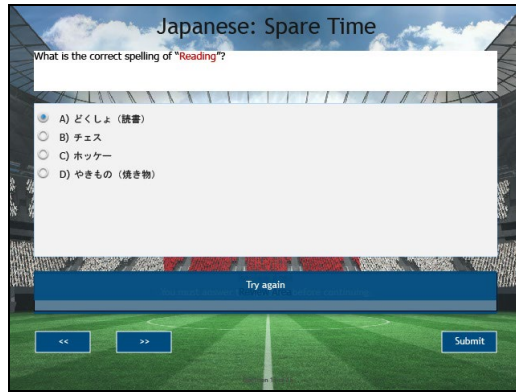 Japanese: Spare Time
What is the correct spelling of “Reading”?
A) どくしょ（読書）
B) チェス
C) ホッケー
D) やきもの（焼き物）
Try again
<<
>>
Submit